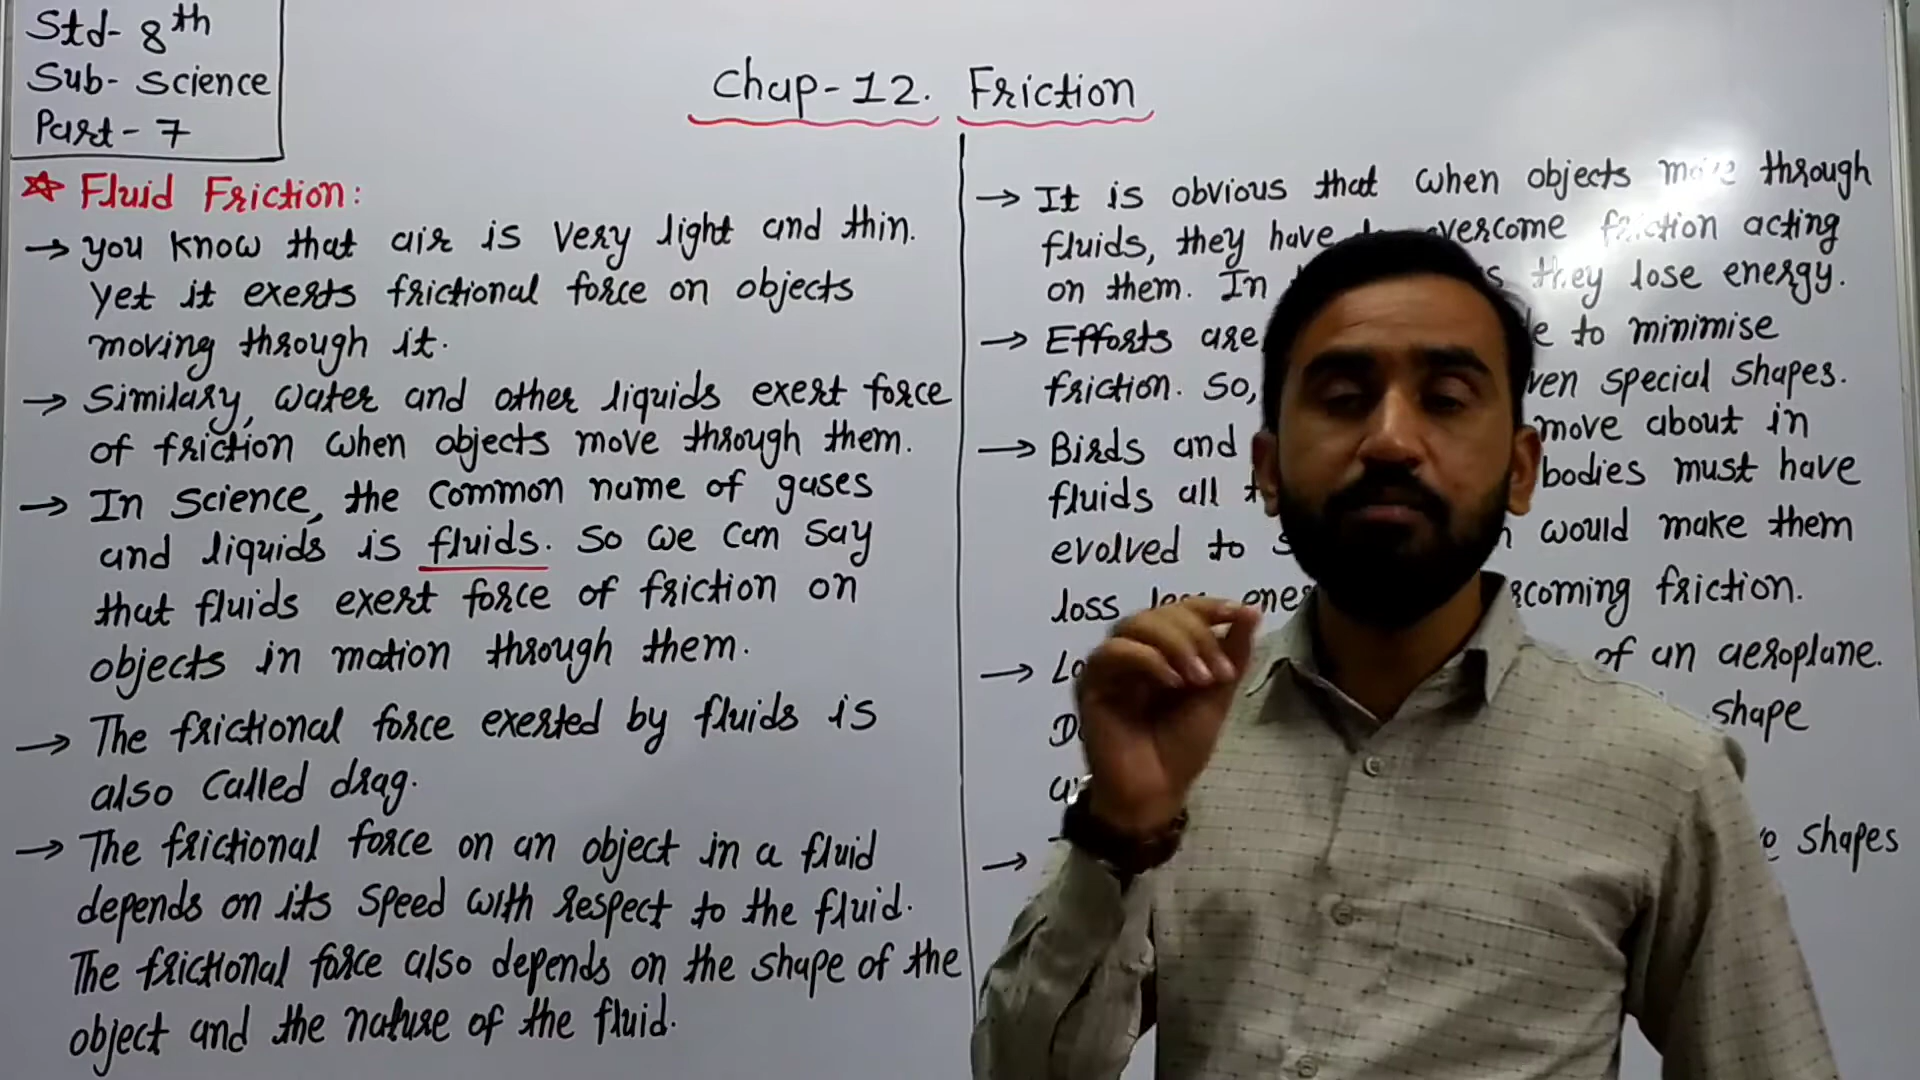 Std- 8th
Sub- Science
Part- 7
Chap-12. Friction
☆ Fluid Friction:
→ you know that air is very light and thin.
Yet it exerts frictional force on objects
moving through it.
→ Similary, water and other liquids exert force
of friction when objects move through them.
→ In Science, the common name of gases
and liquids is fluids. So we can say
that fluids exert force of friction on
objects in motion through them.
→ The frictional force exerted by fluids is
also called drag.
→ The frictional force on an object in a fluid
depends on its speed with respect to the fluid.
The frictional force also depends on the shape of the
object and the nature of the fluid.
→ It is obvious that when objects move through
fluids, they have overcome friction acting
on them. In they lose energy.
→ Efforts are to minimise
friction. So, special shapes.
→ Birds and move about in
fluids all bodies must have
evolved to would make them
loss less friction.
→ of an aeroplane.
shape
→ shapes